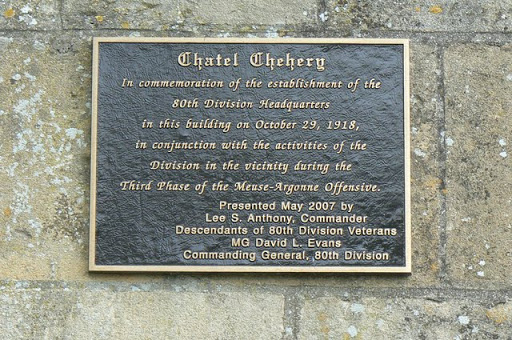 Chatel Chehery
In commemoration of the establishment of the
80th Division Headquarters
in this building on October 29, 1918,
in conjunction with the activities of the
Division in the vicinity during the
Third Phase of the Meuse-Argonne Offensive.
Presented May 2007 by
Lee S. Anthony, Commander
Descendants of 80th Division Veterans
MG David L. Evans
Commanding General, 80th Division